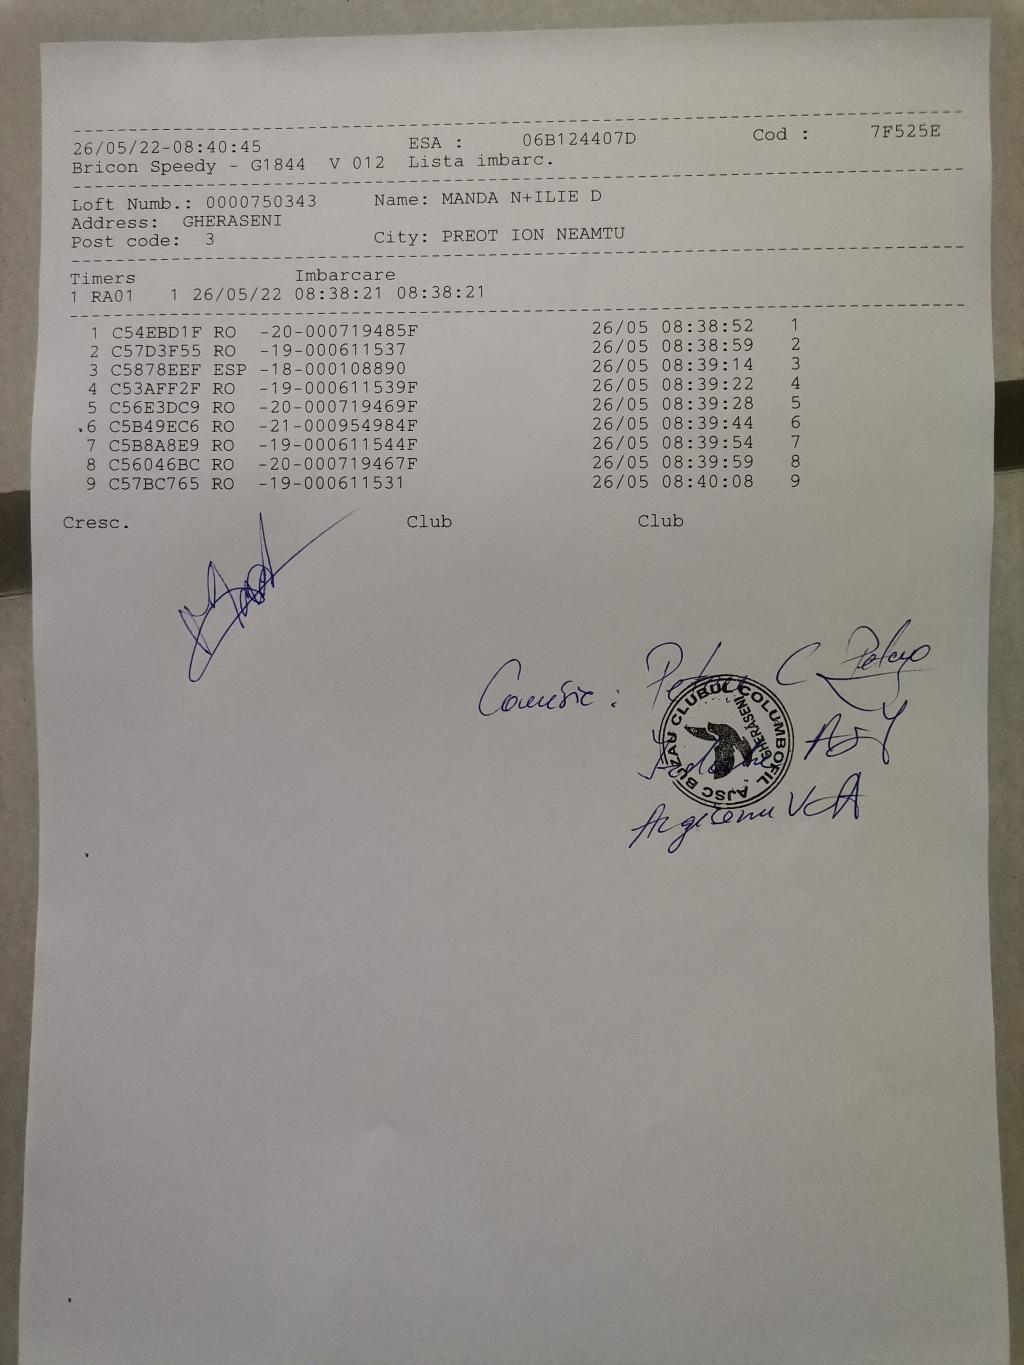 26/05/22-08:40:45 ESA : 06B124407D Cod : 7F525E
Bricon Speedy - G1844 V 012 Lista imbarc.
Loft Numb.: 0000750343 Name: MANDA N+ILIE D
Address: GHERASENI
Post code: 3 City: PREOT ION NEAMTU
Timers Imbarcare
1 RA01 1 26/05/22 08:38:21 08:38:21
1 C54EBD1F RO -20-000719485F 26/05 08:38:52 1
2 C57D3F55 RO -19-000611537 26/05 08:38:59 2
3 C5878EEF ESP -18-000108890 26/05 08:39:14 3
4 C53AFF2F RO -19-000611539F 26/05 08:39:22 4
5 C56E3DC9 RO -20-000719469F 26/05 08:39:28 5
6 C5B49EC6 RO -21-000954984F 26/05 08:39:44 6
7 C5B8A8E9 RO -19-000611544F 26/05 08:39:54 7
8 C56046BC RO -20-000719467F 26/05 08:39:59 8
9 C57BC765 RO -19-000611531 26/05 08:40:08 9
Cresc. Club Club
Comisie :
CLUBUL COLUMBOFIL
GHERASENI
AJSC BUZAU